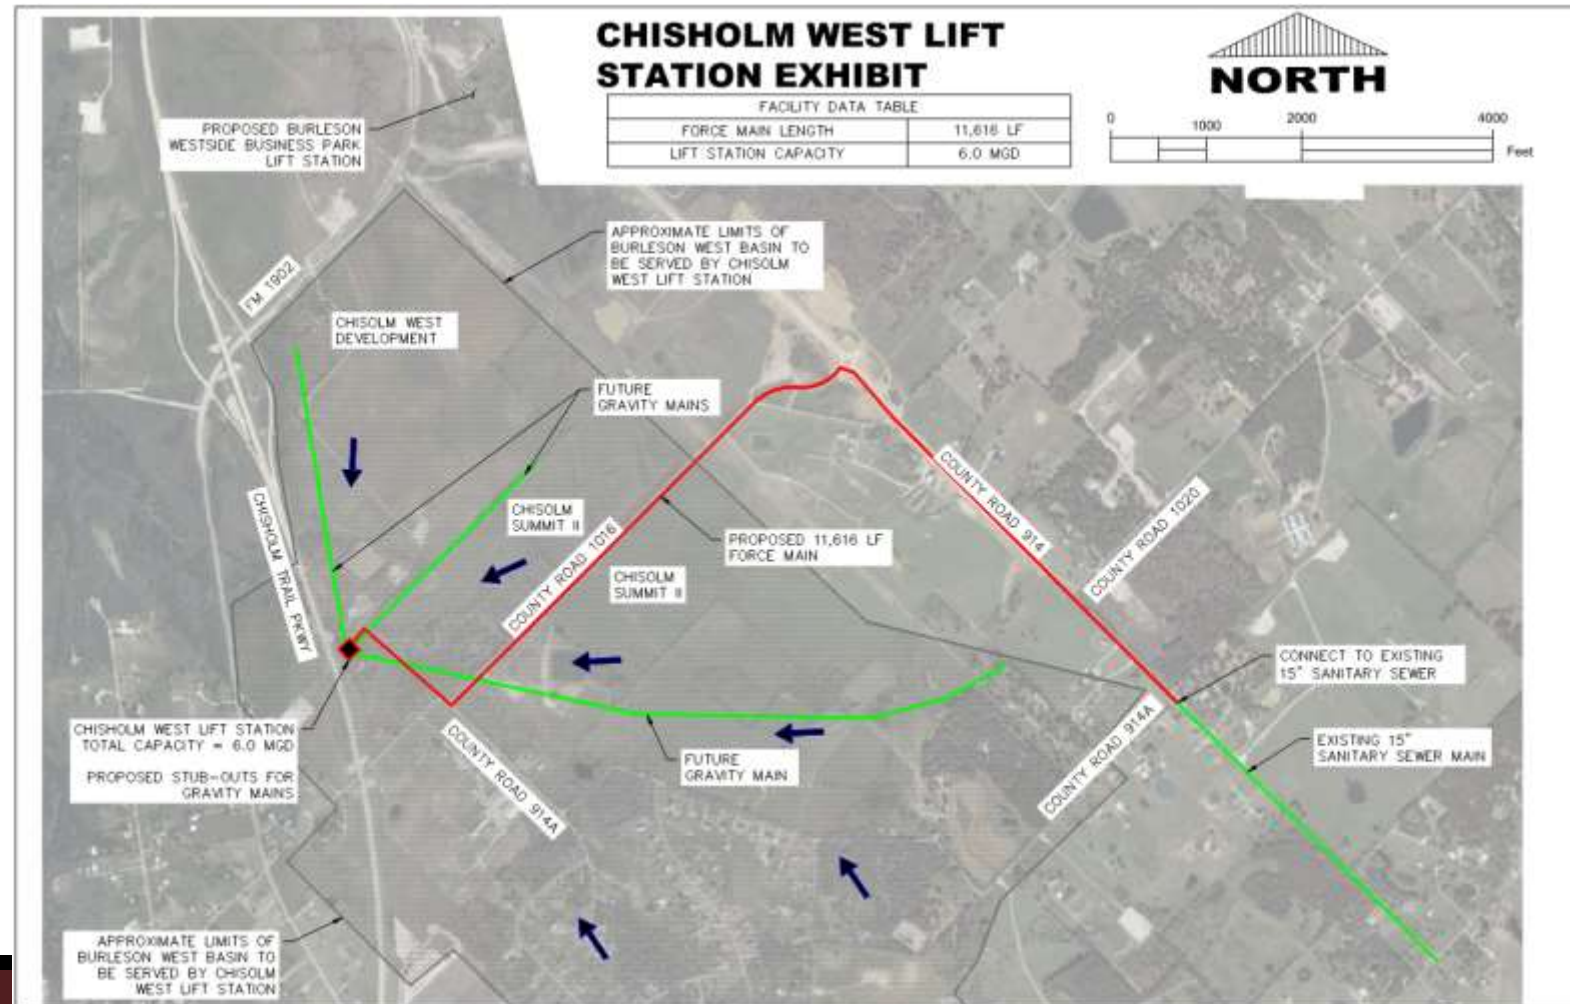 CHISHOLM WEST LIFT
STATION EXHIBIT
NORTH
FACILITY DATA TABLE
FORCE MAIN LENGTH 11,616 LF
LIFT STATION CAPACITY 6.0 MGD
0 1000 2000 4000 Feet
PROPOSED BURLESON
WESTSIDE BUSINESS PARK
LIFT STATION
APPROXIMATE LIMITS OF
BURLESON WEST BASIN TO
BE SERVED BY CHISOLM
WEST LIFT STATION
FM 1902
CHISOLM WEST
DEVELOPMENT
FUTURE
GRAVITY MAINS
CHISOLM
SUMMIT II
COUNTY ROAD 1016
PROPOSED 11,616 LF
FORCE MAIN
CHISOLM
SUMMIT II
COUNTY ROAD 914
COUNTY ROAD 1020
CHISHOLM TRAIL PKWY
CONNECT TO EXISTING
15" SANITARY SEWER
CHISHOLM WEST LIFT STATION
TOTAL CAPACITY = 6.0 MGD
PROPOSED STUB-OUTS FOR
GRAVITY MAINS
COUNTY ROAD 914A
FUTURE
GRAVITY MAIN
COUNTY ROAD 914A
EXISTING 15"
SANITARY SEWER MAIN
APPROXIMATE LIMITS OF
BURLESON WEST BASIN TO
BE SERVED BY CHISOLM
WEST LIFT STATION